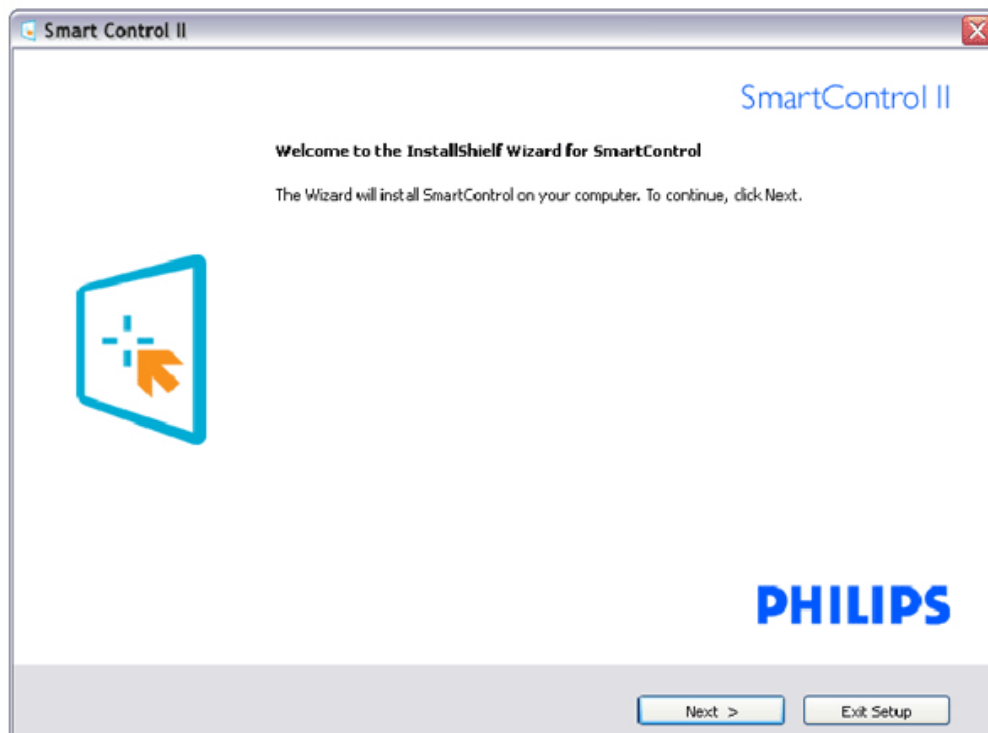 Smart Control II
SmartControl II
Welcome to the InstallShielf Wizard for SmartControl
The Wizard will install SmartControl on your computer. To continue, click Next.
PHILIPS
Next >
Exit Setup